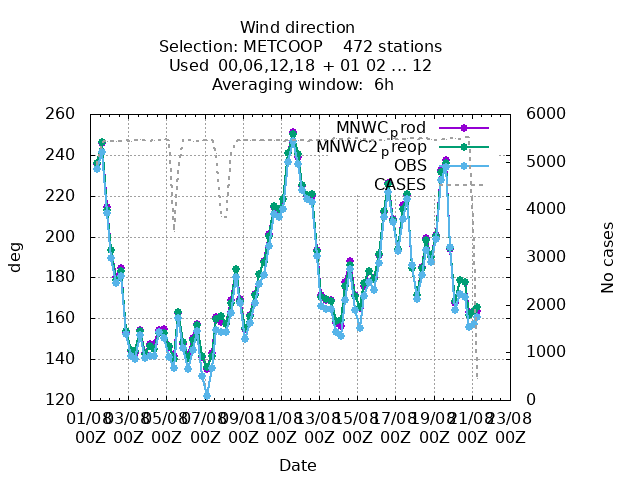 Wind direction
Selection: METCOOP 472 stations
Used 00,06,12,18 + 01 02 ... 12
Averaging window: 6h
260 6000
MNWCprod
240 5000
MNWC2preop
OBS
CASES
220 4000
200 3000
180 2000
160 1000
140
120 0
deg
No cases
01/08 03/08 05/08 07/08 09/08 11/08 13/08 15/08 17/08 19/08 21/08 23/08
00Z 00Z 00Z 00Z 00Z 00Z 00Z 00Z 00Z 00Z 00Z 00Z
Date